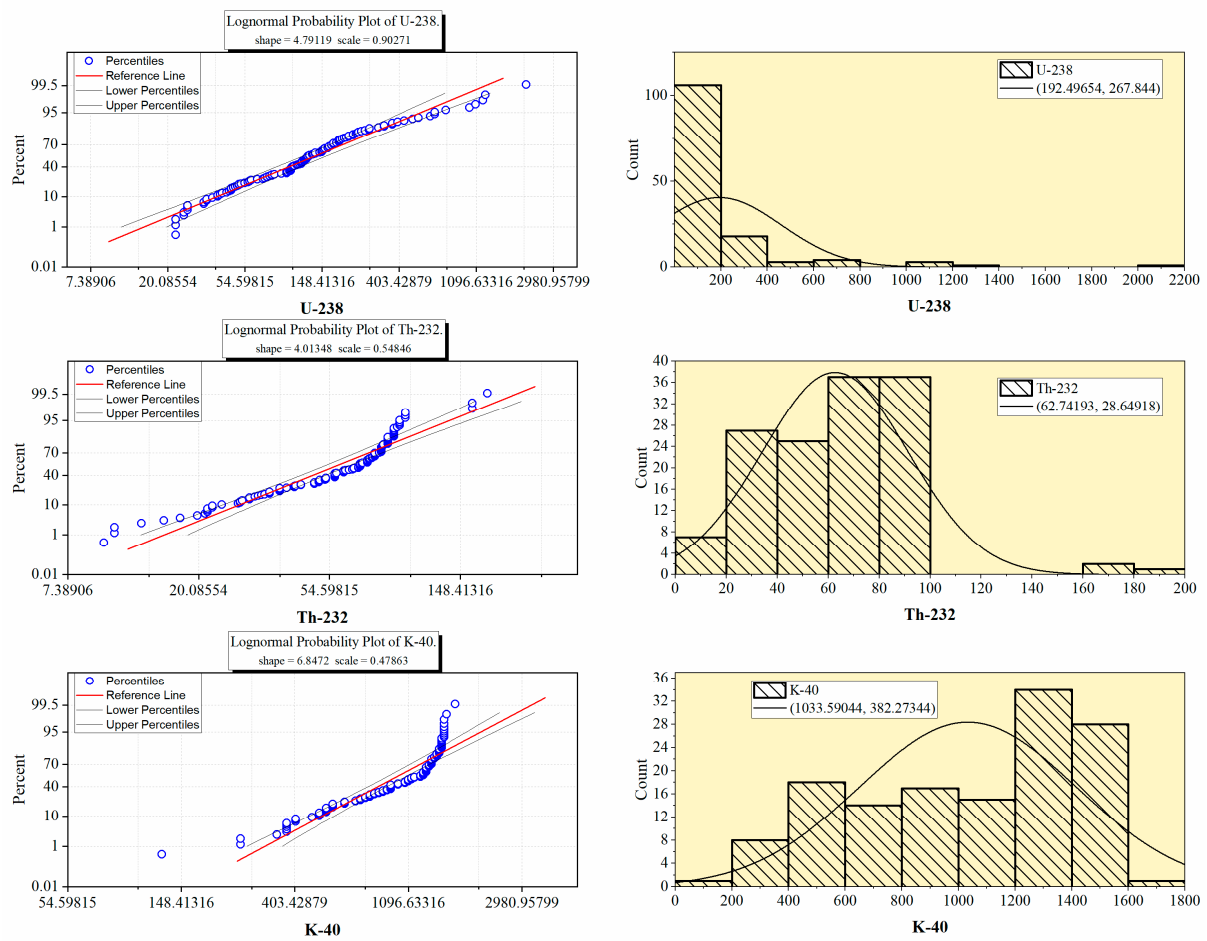 Lognormal Probability Plot of U-238.
shape = 4.79119 scale = 0.90271
Percentiles
Reference Line
Lower Percentiles
Upper Percentiles
99.5
95
70
40
10
1
0.01
Percent
7.38906 20.08554 54.59815 148.41316 403.42879 1096.63316 2980.95799
U-238
U-238
(192.49654, 267.844)
100
50
0
Count
200 400 600 800 1000 1200 1400 1600 1800 2000 2200
U-238
Lognormal Probability Plot of Th-232.
shape = 4.01348 scale = 0.54846
Percentiles
Reference Line
Lower Percentiles
Upper Percentiles
99.5
95
70
40
10
1
0.01
Percent
7.38906 20.08554 54.59815 148.41316
Th-232
Th-232
(62.74193, 28.64918)
40
36
32
28
24
20
16
12
8
4
0
Count
0 20 40 60 80 100 120 140 160 180 200
Th-232
Lognormal Probability Plot of K-40.
shape = 6.8472 scale = 0.47863
Percentiles
Reference Line
Lower Percentiles
Upper Percentiles
99.5
95
70
40
10
1
0.01
Percent
54.59815 148.41316 403.42879 1096.63316 2980.95799
K-40
K-40
(1033.59044, 382.27344)
36
32
28
24
20
16
12
8
4
0
Count
0 200 400 600 800 1000 1200 1400 1600 1800
K-40